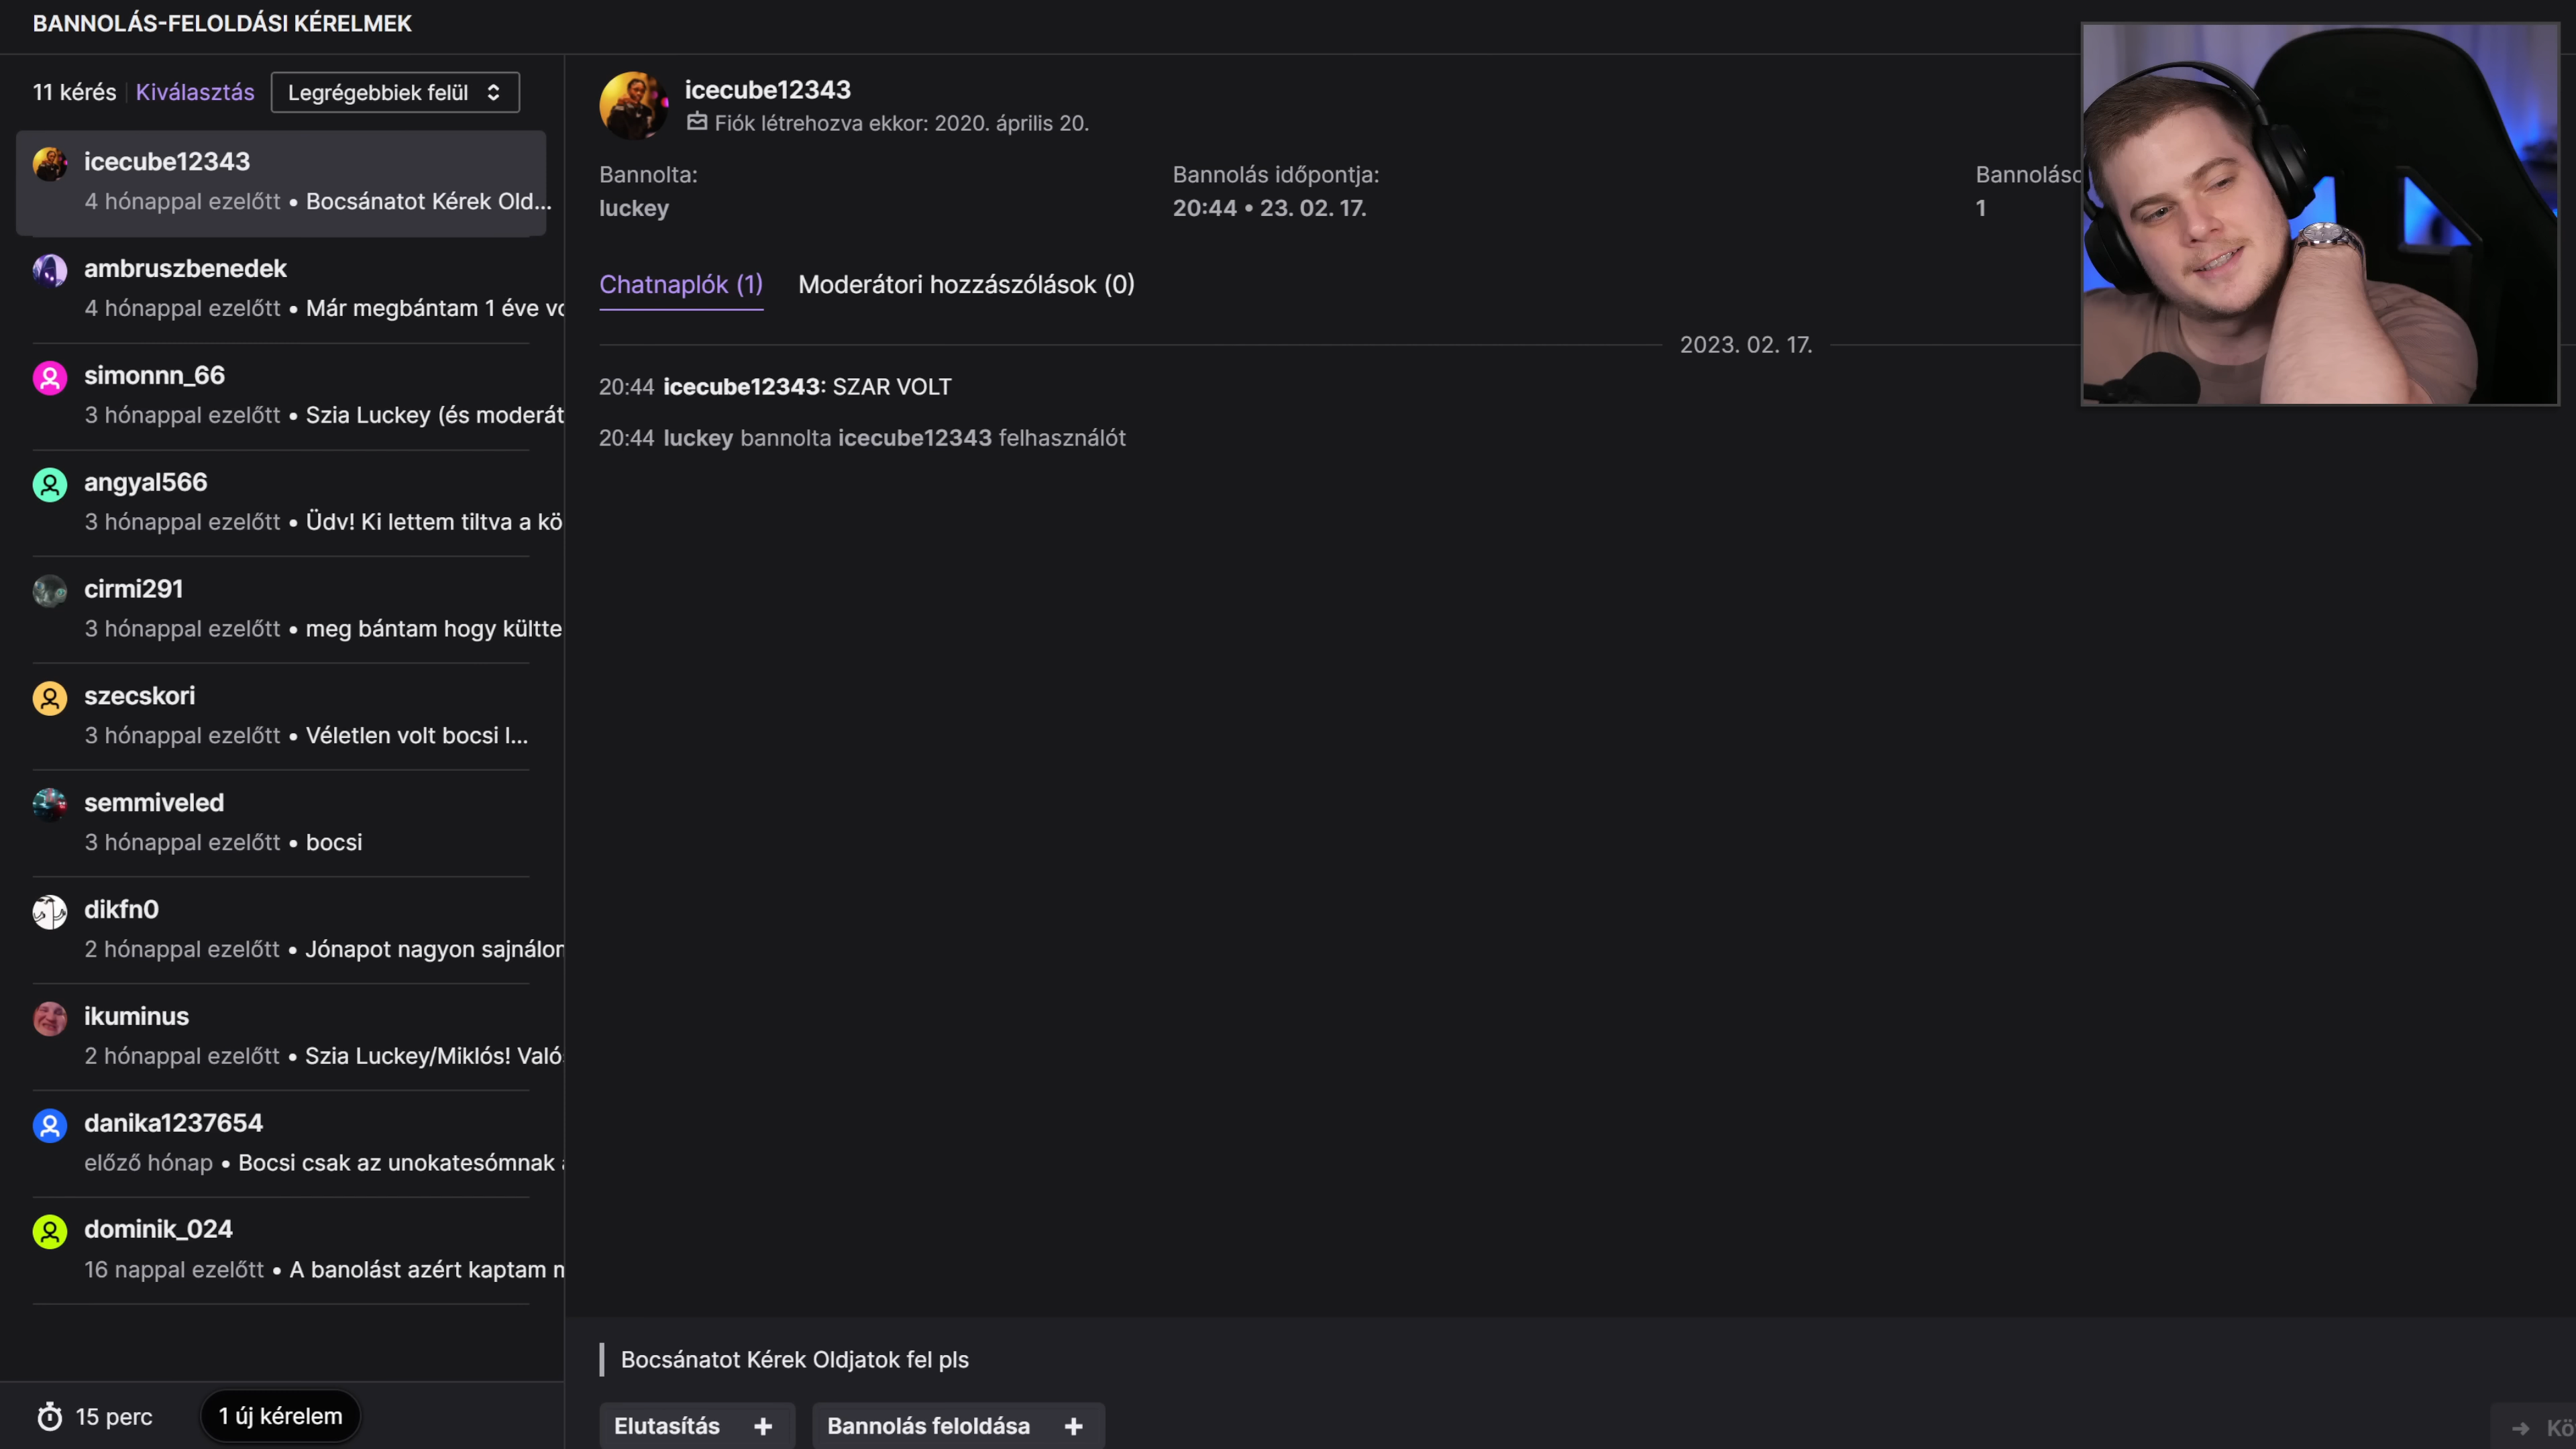 BANNOLÁS-FELOLDÁSI KÉRELMEK
11 kérés Kiválasztás Legrégebbiek felül
icecube12343
4 hónappal ezelőtt • Bocsánatot Kérek Old...
ambruszbenedek
4 hónappal ezelőtt • Már megbántam 1 éve
simonnn_66
3 hónappal ezelőtt • Szia Luckey (és moderát
angyal566
3 hónappal ezelőtt • Üdv! Ki lettem tiltva a kö
cirmi291
3 hónappal ezelőtt • meg bántam hogy kültte
szecskori
3 hónappal ezelőtt • Véletlen volt bocsi l...
semmiveled
3 hónappal ezelőtt • bocsi
dikfn0
2 hónappal ezelőtt • Jónapot nagyon sajnálom
ikuminus
2 hónappal ezelőtt • Szia Luckey/Miklós! Való
danika1237654
előző hónap • Bocsi csak az unokatesómnak
dominik_024
16 nappal ezelőtt • A banolást azért kaptam
15 perc 1 új kérelem
icecube12343
Fiók létrehozva ekkor: 2020. április 20.
Bannolta:
luckey
Bannolás időpontja:
20:44 • 23. 02. 17.
Bannolás
1
Chatnaplók (1) Moderátori hozzászólások (0)
2023. 02. 17.
20:44 icecube12343: SZAR VOLT
20:44 luckey bannolta icecube12343 felhasználót
Bocsánatot Kérek Oldjatok fel pls
Elutasítás + Bannolás feloldása +
→ Kö